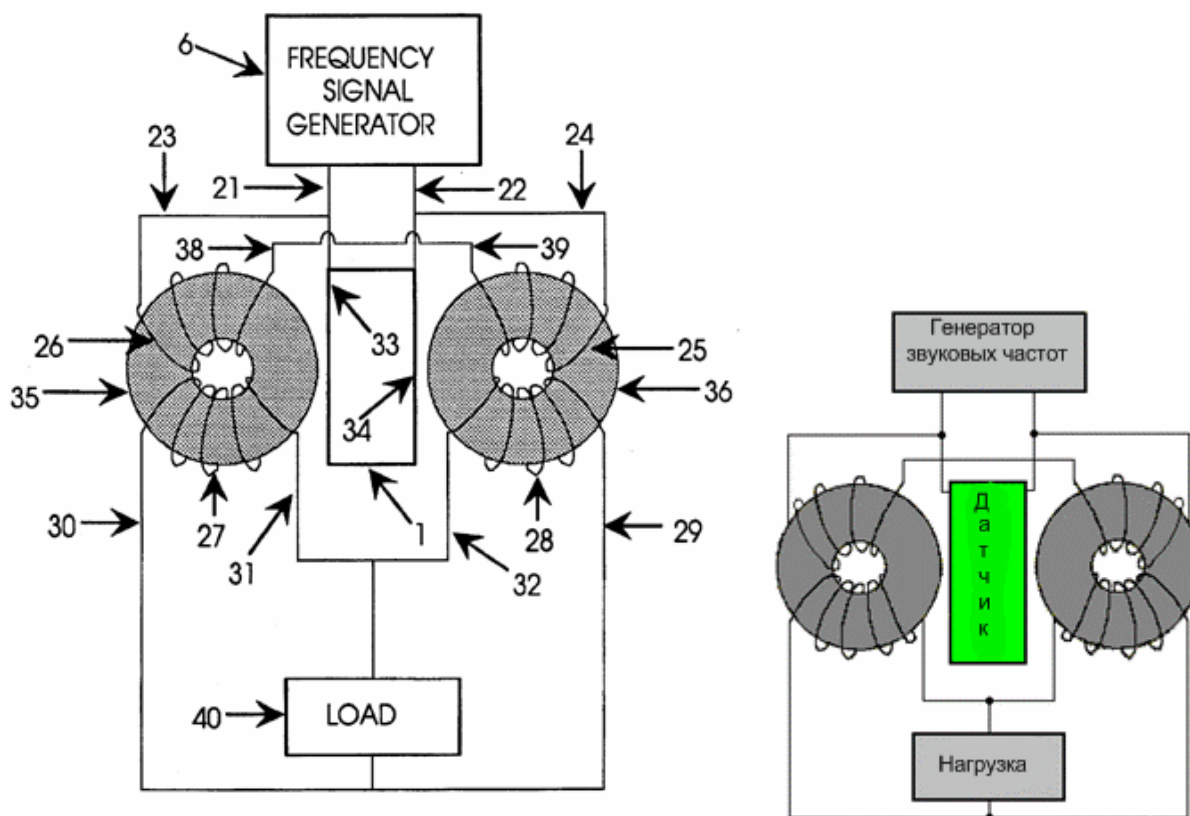 6
FREQUENCY
SIGNAL
GENERATOR
23
24
21
22
38
39
26
33
25
35
36
34
27
1
28
30
31
32
29
40
LOAD
Генератор
звуковых частот
Д
а
т
ч
и
к
Нагрузка